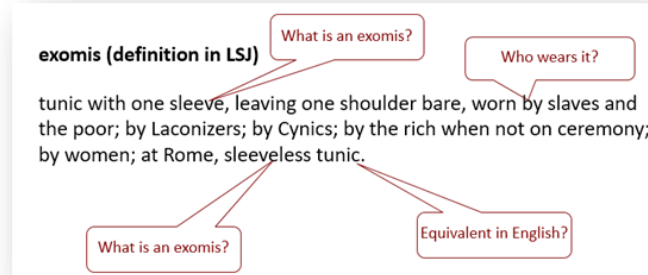 What is an exomis?
exomis (definition in LSJ)
Who wears it?
tunic with one sleeve, leaving one shoulder bare, worn by slaves and
the poor; by Laconizers; by Cynics; by the rich when not on ceremony;
by women; at Rome, sleeveless tunic.
Equivalent in English?
What is an exomis?